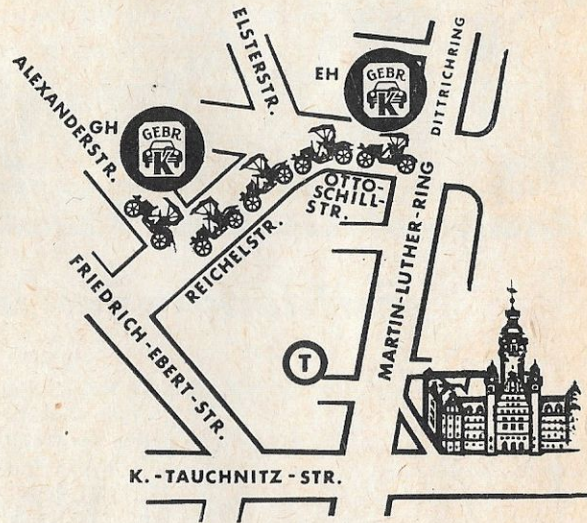 ELSTERSTR.
DITTRICHRING
EH
GEBR.
K
ALEXANDERSTR.
GH
GEBR.
K
OTTO-
SCHILL-
STR.
REICHELSTR.
MARTIN-LUTHER-RING
FRIEDRICH-EBERT-STR.
T
K.-TAUCHNITZ-STR.